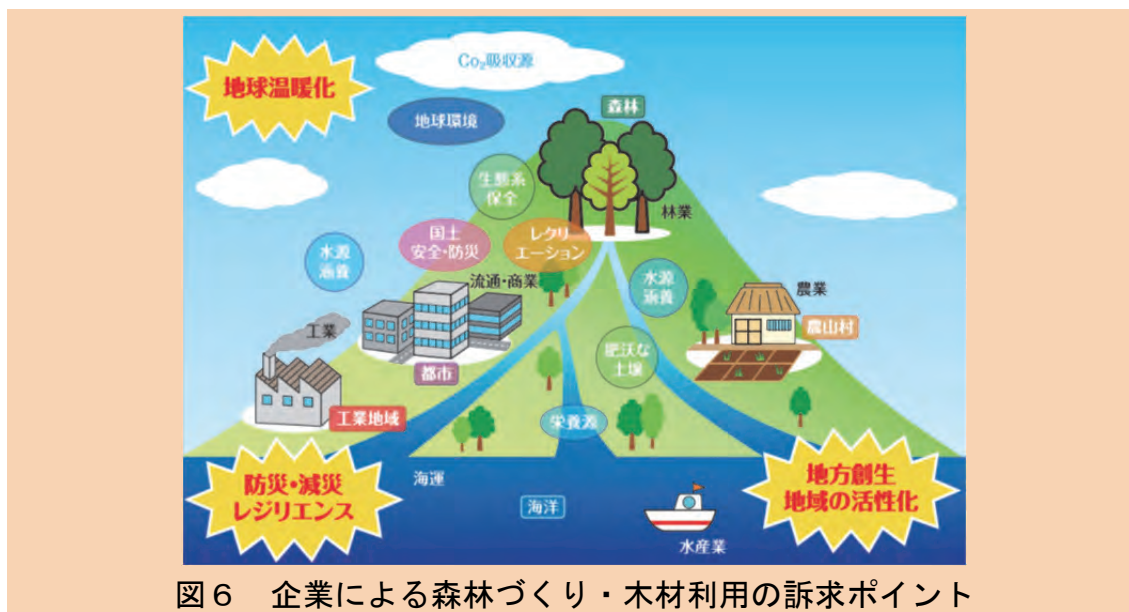 Co₂吸収源
地球温暖化
森林
地球環境
生態系
保全
林業
国土
安全・防災
レクリ
エーション
水源
涵養
流通・商業
水源
涵養
農業
工業
農山村
肥沃な
土壌
都市
工業地域
栄養源
防災・減災
レジリエンス
海運
地方創生
地域の活性化
海洋
水産業
図6 企業による森林づくり・木材利用の訴求ポイント